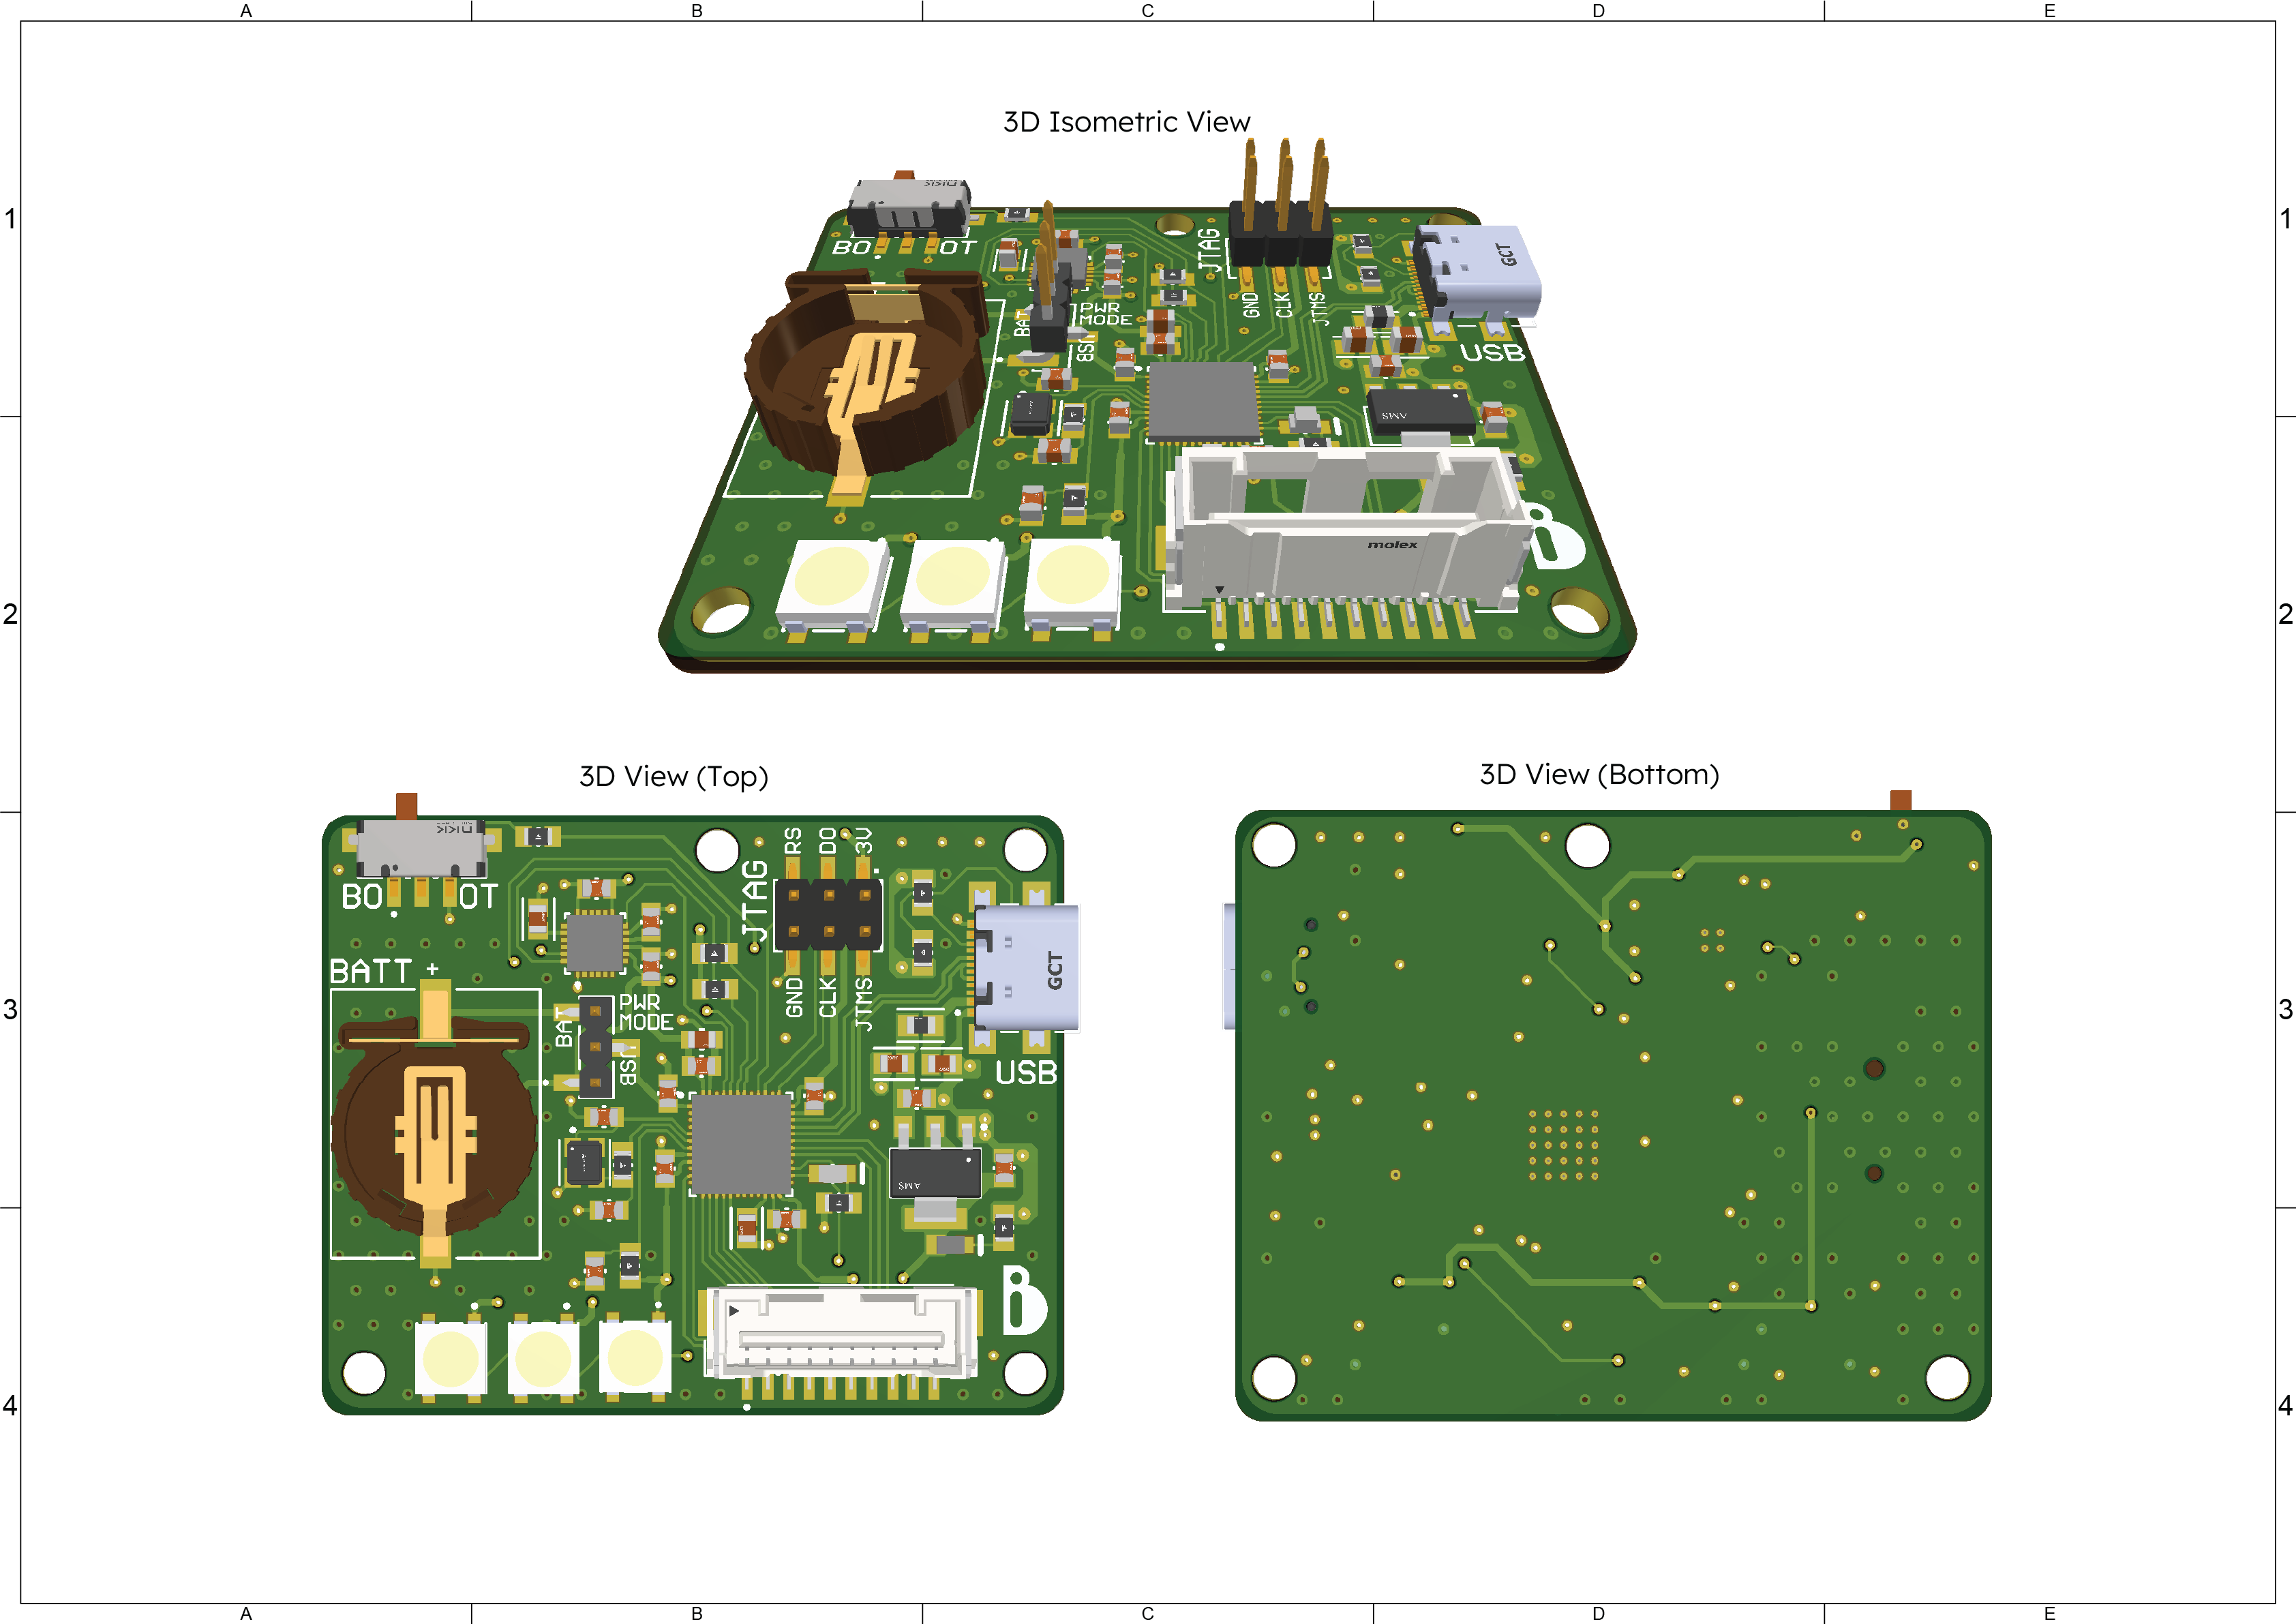 A B C D E
3D Isometric View
1 1
BO OT
JTAG
GCT
GND CLK JTMS
BAT
PWR
MODE
USB
USB
AMS
molex
2 2
3D View (Top)
3D View (Bottom)
RS DO 3V
JTAG
BO OT
BATT +
GCT
GND CLK JTMS
3 3
BAT
PWR
MODE
USB
USB
AMS
4 4
A B C D E